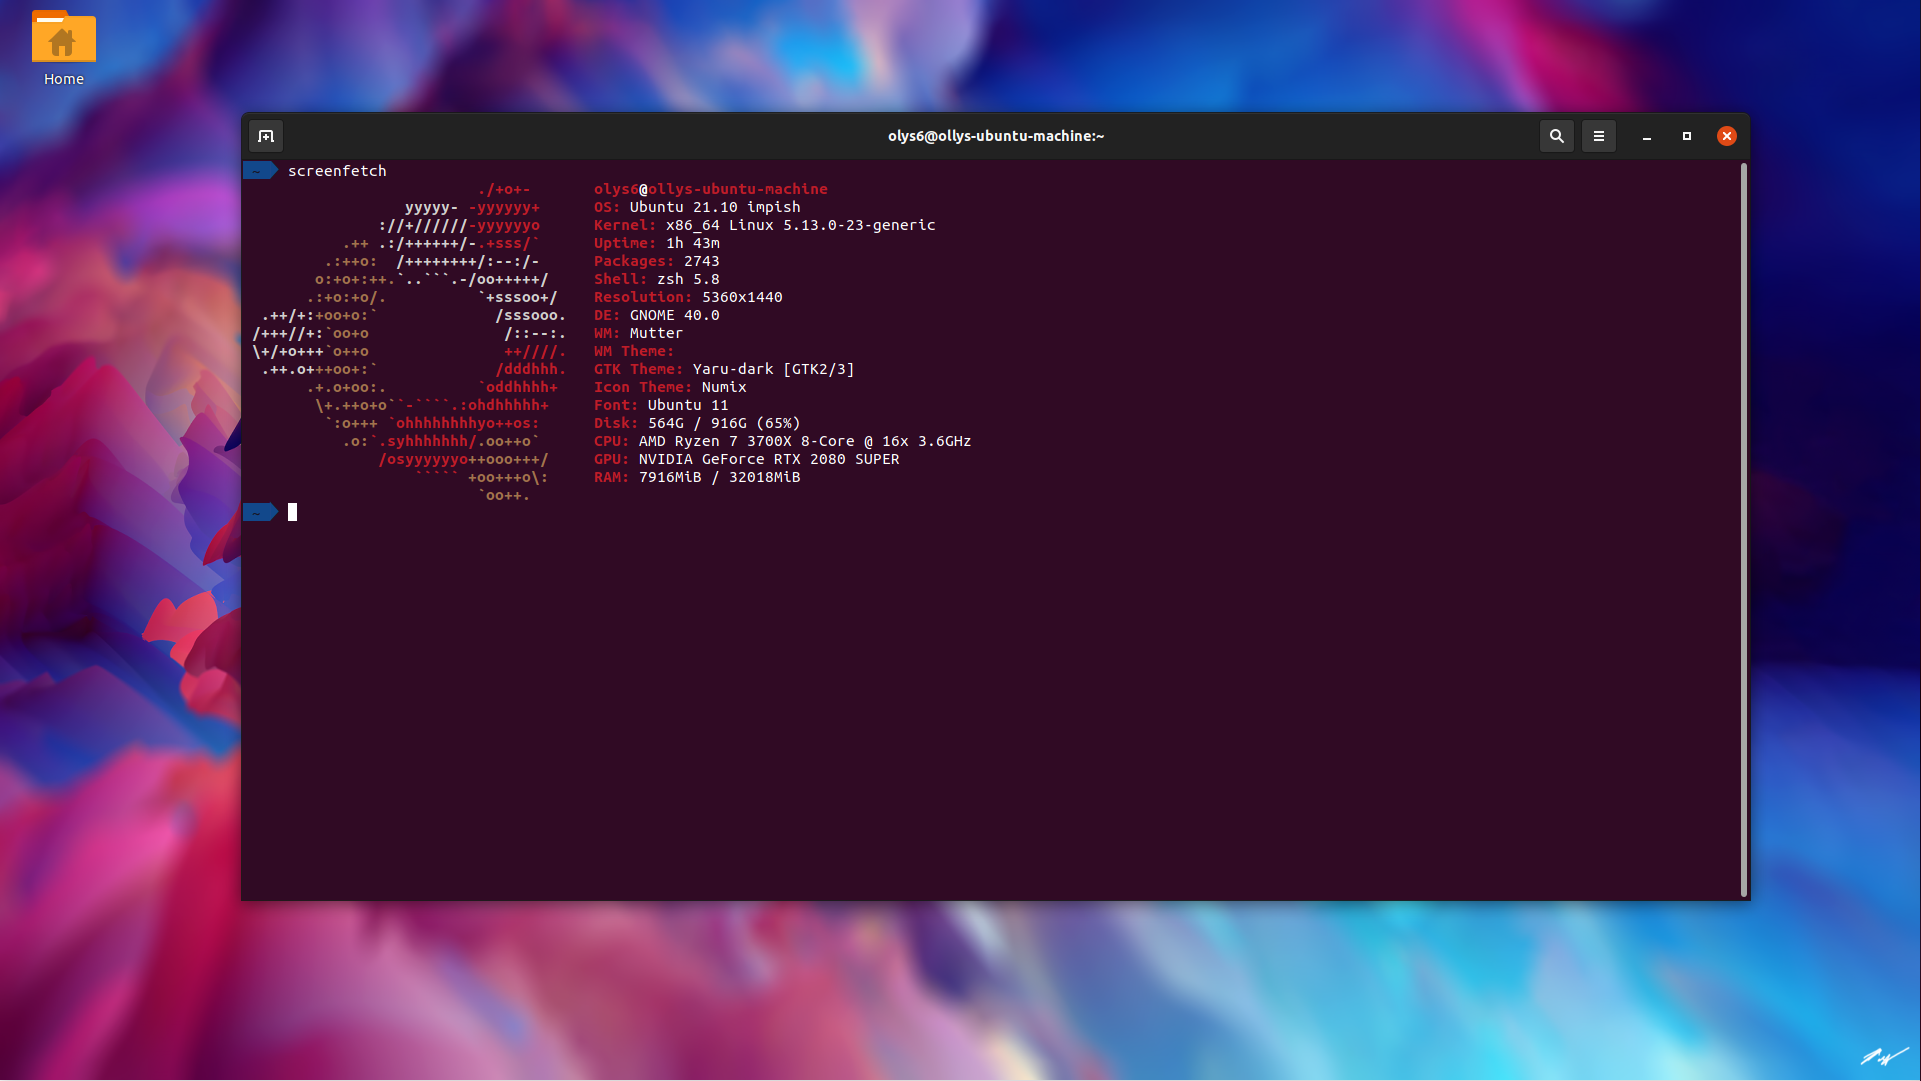 Home
olys6@ollys-ubuntu-machine:~
~ screenfetch
./+o+- olys6@ollys-ubuntu-machine
yyyyy- -yyyyyy+ OS: Ubuntu 21.10 impish
://+//////-yyyyyyo Kernel: x86_64 Linux 5.13.0-23-generic
.++ .:/++++++/-.+sss/` Uptime: 1h 43m
.:++o: /++++++++/:--:/- Packages: 2743
o:+o+:++.`..```.-/oo+++++/ Shell: zsh 5.8
.:+o:+o/. `+sssoo+/ Resolution: 5360x1440
.++/+:+oo+o:` /sssooo. DE: GNOME 40.0
/+++//+:`oo+o /::--:. WM: Mutter
\+/+o+++`o++o ++////. WM Theme:
.++.o+++oo+:` /dddhhh. GTK Theme: Yaru-dark [GTK2/3]
.+.o+oo:. `oddhhhh+ Icon Theme: Numix
\+.++o+o``-````.:ohdhhhhh+ Font: Ubuntu 11
`:o+++ `ohhhhhhhhyo++os: Disk: 564G / 916G (65%)
.o:`.syhhhhhhh/.oo++o` CPU: AMD Ryzen 7 3700X 8-Core @ 16x 3.6GHz
/osyyyyyyo++ooo+++/ GPU: NVIDIA GeForce RTX 2080 SUPER
````` +oo+++o\: RAM: 7916MiB / 32018MiB
`oo++.
~